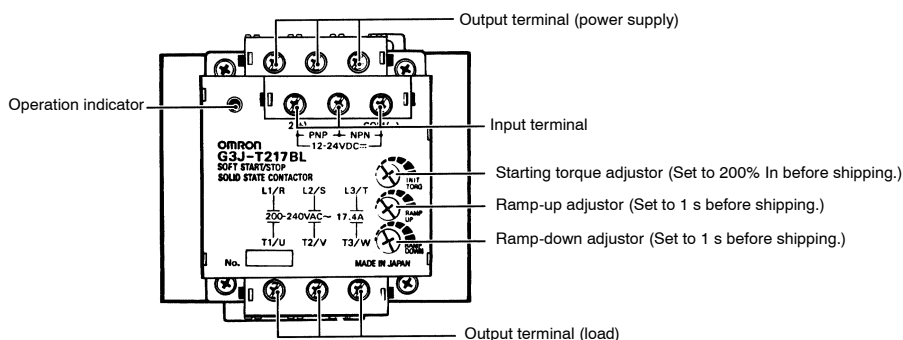 Output terminal (power supply)
Operation indicator
Input terminal
PNP NPN
12-24VDC
OMRON
G3J-T217BL
SOFT START/STOP
SOLID STATE CONTACTOR
L1/R L2/S L3/T
200-240VAC~ 17.4A
T1/U T2/V T3/W
No.
MADE IN JAPAN
INIT
TORG
RAMP
UP
RAMP
DOWN
Starting torque adjustor (Set to 200% In before shipping.)
Ramp-up adjustor (Set to 1 s before shipping.)
Ramp-down adjustor (Set to 1 s before shipping.)
Output terminal (load)